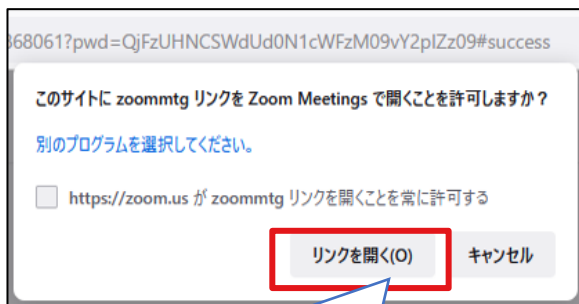 368061?pwd=QjFzUHNCSWdUd0N1cWFzM09vY2pIZz09#success
このサイトに zoommtg リンクを Zoom Meetings で開くことを許可しますか？
別のプログラムを選択してください。
https://zoom.us が zoommtg リンクを開くことを常に許可する
リンクを開く(O)
キャンセル